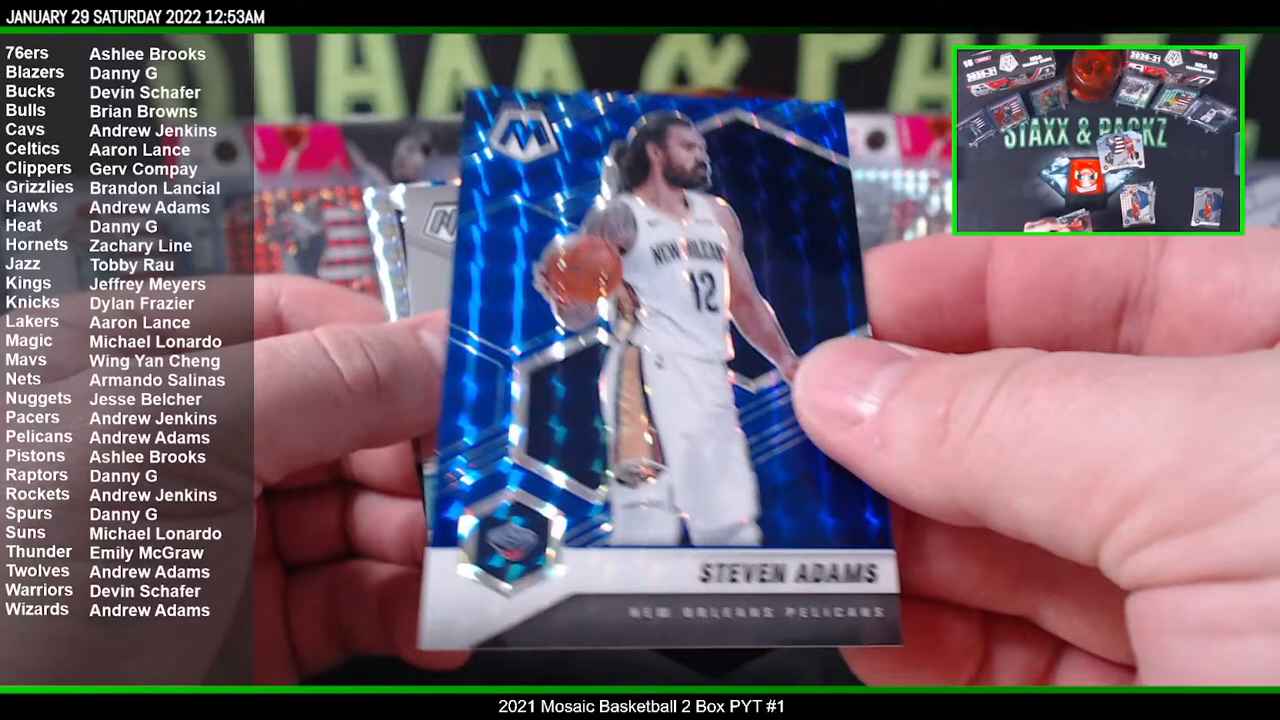 JANUARY 29 SATURDAY 2022 12:53AM
76ers Ashlee Brooks
Blazers Danny G
Bucks Devin Schafer
Bulls Brian Browns
Cavs Andrew Jenkins
Celtics Aaron Lance
Clippers Gerv Compay
Grizzlies Brandon Lancial
Hawks Andrew Adams
Heat Danny G
Hornets Zachary Line
Jazz Tobby Rau
Kings Jeffrey Meyers
Knicks Dylan Frazier
Lakers Aaron Lance
Magic Michael Lonardo
Mavs Wing Yan Cheng
Nets Armando Salinas
Nuggets Jesse Belcher
Pacers Andrew Jenkins
Pelicans Andrew Adams
Pistons Ashlee Brooks
Raptors Danny G
Rockets Andrew Jenkins
Spurs Danny G
Suns Michael Lonardo
Thunder Emily McGraw
Twolves Andrew Adams
Warriors Devin Schafer
Wizards Andrew Adams
NEW ORLEANS
12
STEVEN ADAMS
NEW ORLEANS PELICANS
STAXX & PACKZ
2020-21
2020-21
2021 Mosaic Basketball 2 Box PYT #1